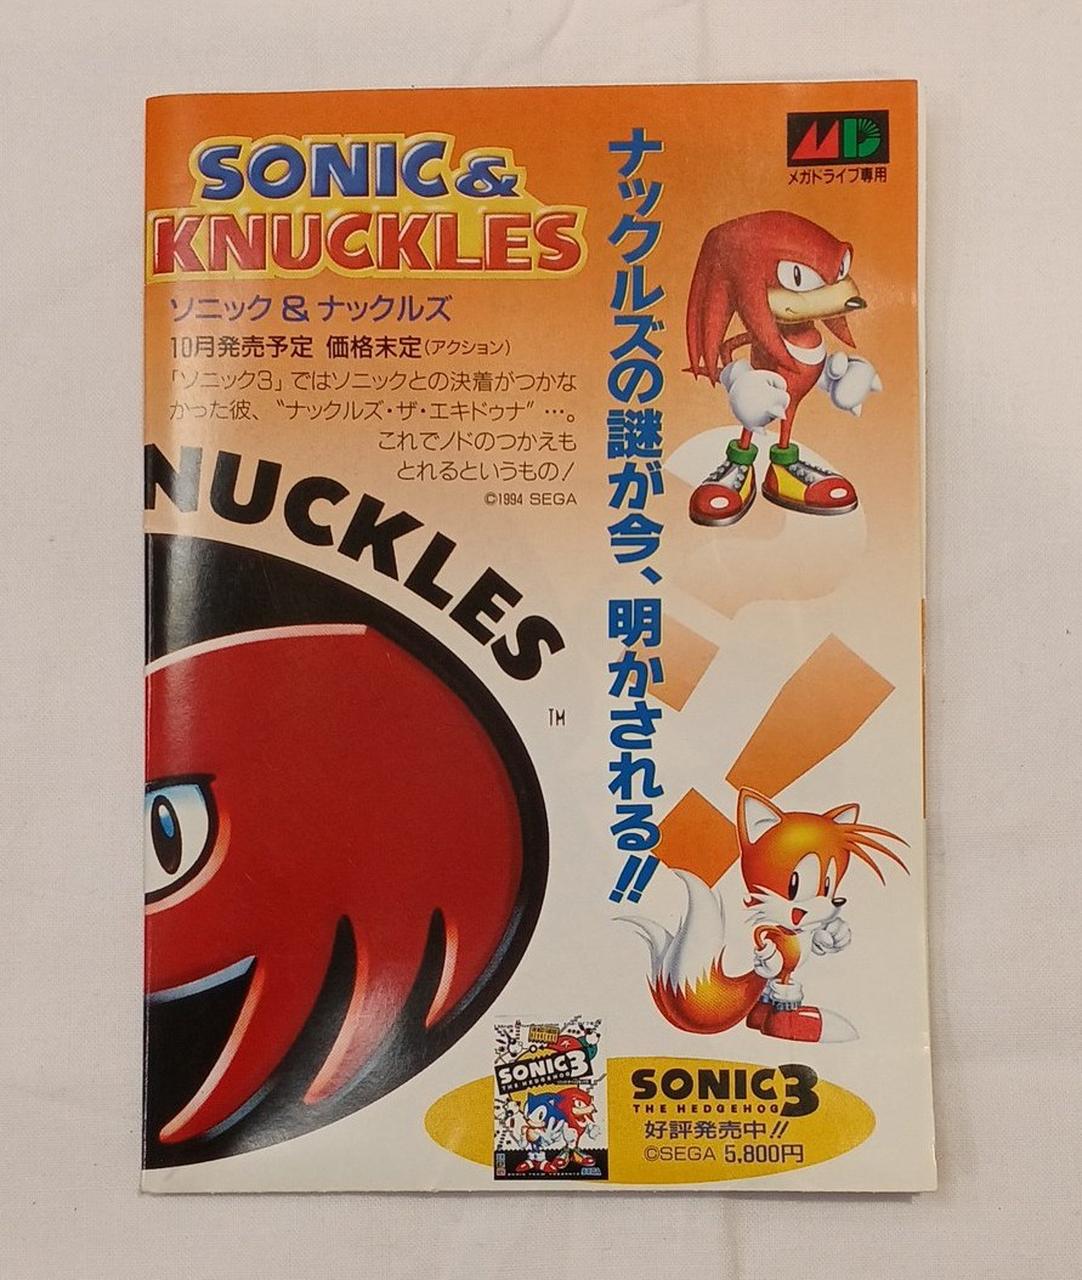 SONIC &
KNUCKLES
ソニック & ナックルズ
10月発売予定 価格未定(アクション)
「ソニック3」ではソニックとの決着がつかな
かった彼、“ナックルズ・ザ・エキドゥナ”…。
これでノドのつかえも
とれるというもの!
©1994 SEGA
ナックルズの謎が今、明かされる!!
MD
メガドライブ専用
NUCKLES
TM
SONIC 3
THE HEDGEHOG
SEGA
SONIC 3
THE HEDGEHOG
好評発売中!!
©SEGA 5,800円